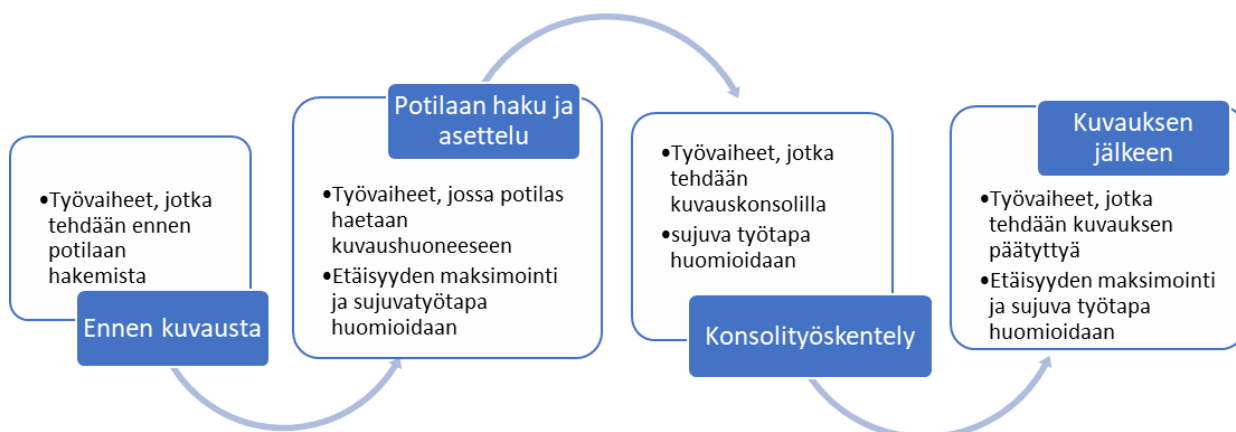 •Työvaiheet, jotka
tehdään ennen
potilaan
hakemista
Ennen kuvausta
Potilaan haku ja
asettelu
•Työvaiheet, jossa potilas
haetaan
kuvaushuoneeseen
•Etäisyyden maksimointi
ja sujuvatyötapa
huomioidaan
•Työvaiheet, jotka
tehdään
kuvauskonsolilla
•sujuva työtapa
huomioidaan
Konsolityöskentely
Kuvauksen
jälkeen
•Työvaiheet, jotka
tehdään kuvauksen
päätyttyä
•Etäisyyden maksimointi
ja sujuva työtapa
huomioidaan